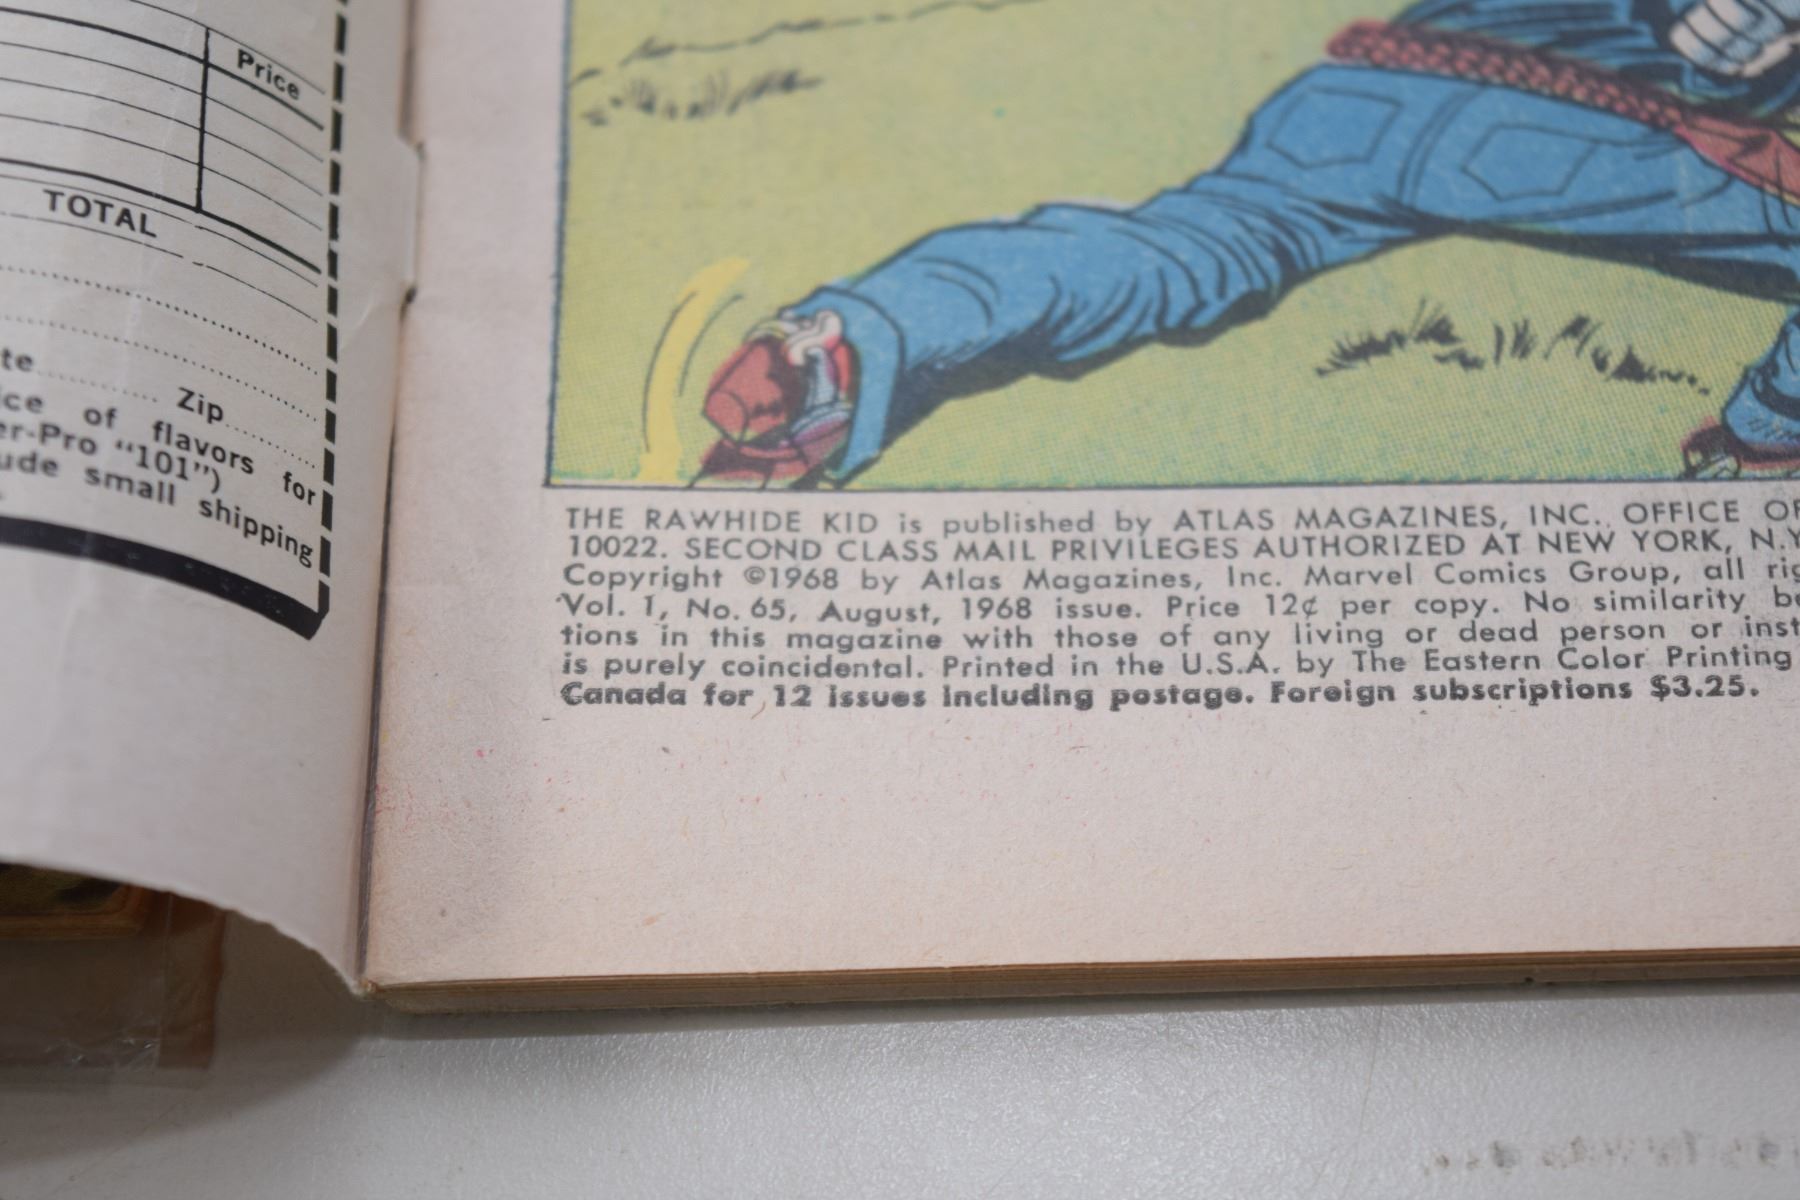 Price
TOTAL
te.......... Zip..........
ice of flavors for
er-Pro “101”)
ude small shipping
THE RAWHIDE KID is published by ATLAS MAGAZINES, INC. OFFICE OF
10022. SECOND CLASS MAIL PRIVILEGES AUTHORIZED AT NEW YORK, N.Y
Copyright ©1968 by Atlas Magazines, Inc. Marvel Comics Group, all rig
Vol. 1, No. 65, August, 1968 issue. Price 12¢ per copy. No similarity be
tions in this magazine with those of any living or dead person or inst
is purely coincidental. Printed in the U.S.A. by The Eastern Color Printing
Canada for 12 issues including postage. Foreign subscriptions $3.25.